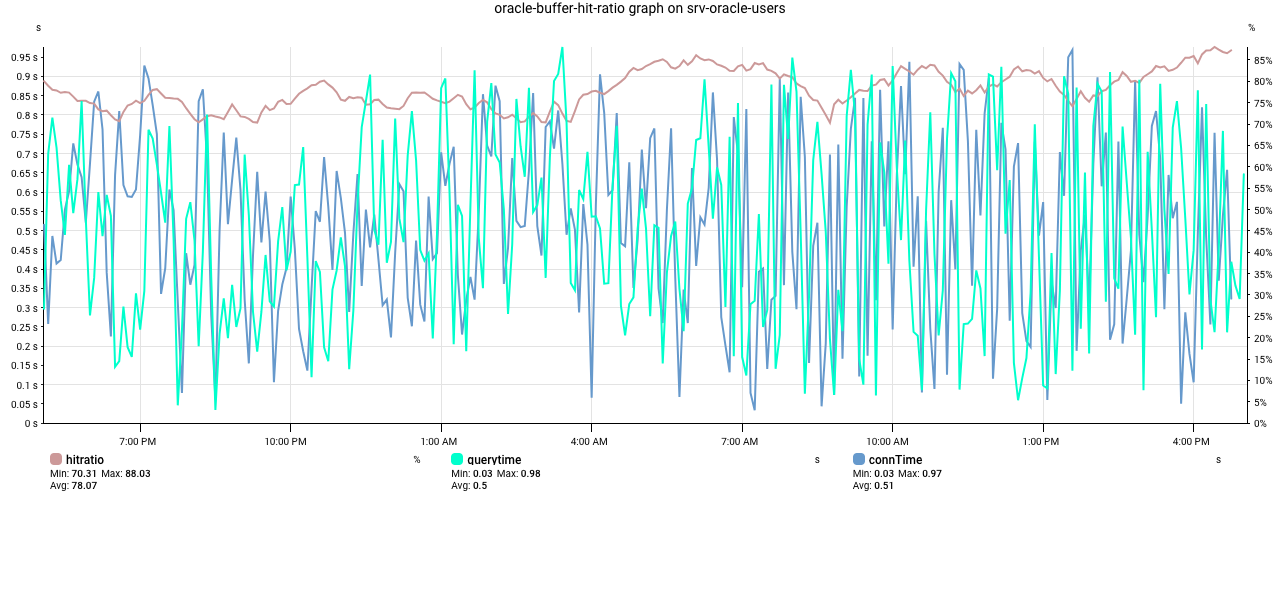 oracle-buffer-hit-ratio graph on srv-oracle-users
s %
0.95 s 85%
0.9 s 80%
0.85 s 75%
0.8 s 70%
0.75 s 65%
0.7 s 60%
0.65 s 55%
0.6 s 50%
0.55 s 45%
0.5 s 40%
0.45 s 35%
0.4 s 30%
0.35 s 25%
0.3 s 20%
0.25 s 15%
0.2 s 10%
0.15 s 5%
0.1 s 0%
0.05 s
0 s
7:00 PM 10:00 PM 1:00 AM 4:00 AM 7:00 AM 10:00 AM 1:00 PM 4:00 PM
hitratio % querytime s connTime s
Min: 70.31 Max: 88.03 Min: 0.03 Max: 0.98 Min: 0.03 Max: 0.97
Avg: 78.07 Avg: 0.5 Avg: 0.51